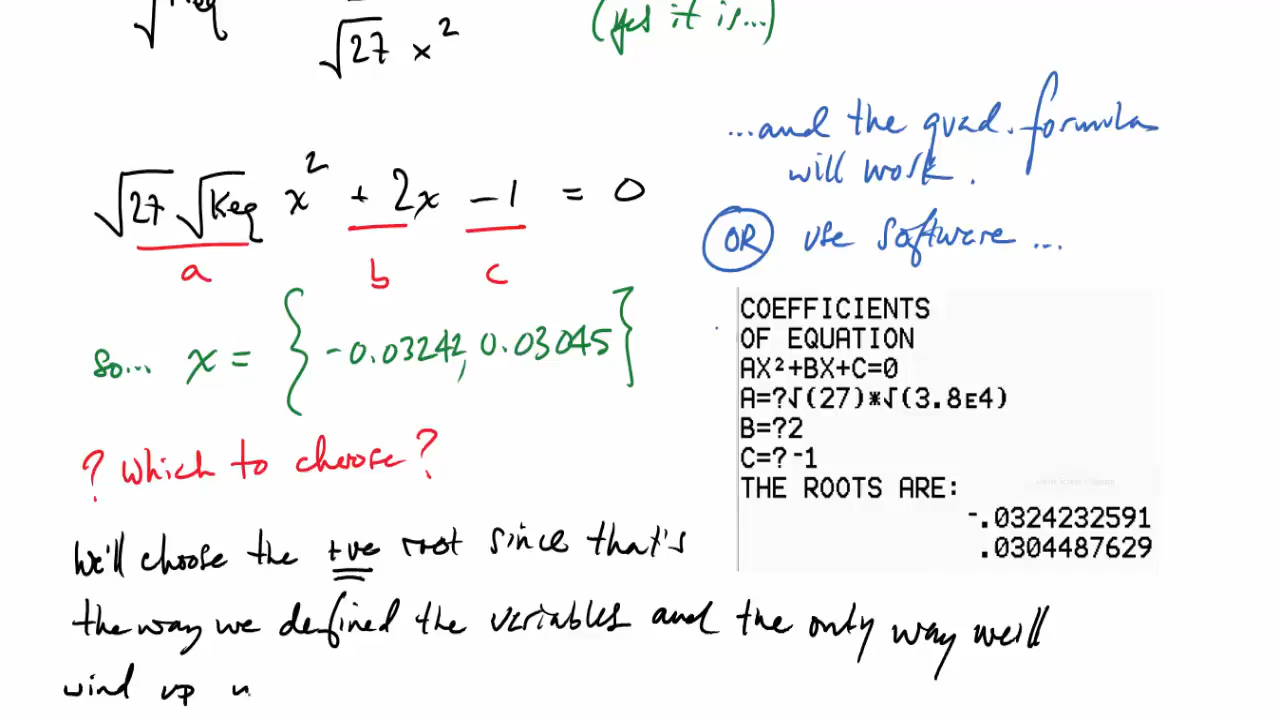 √Keq
√27 x²
(yes it is...)
...and the quad. formula
will work.
OR use software ...
√27 √Keq x² + 2x - 1 = 0
a b c
so... x = { -0.03242, 0.03045 }
COEFFICIENTS
OF EQUATION
AX²+BX+C=0
A=?√(27)*√(3.8E4)
B=?2
C=?-1
THE ROOTS ARE:
-.0324232591
.0304487629
? Which to choose?
We'll choose the +ve root since that's
the way we defined the variables and the only way we'll
wind up